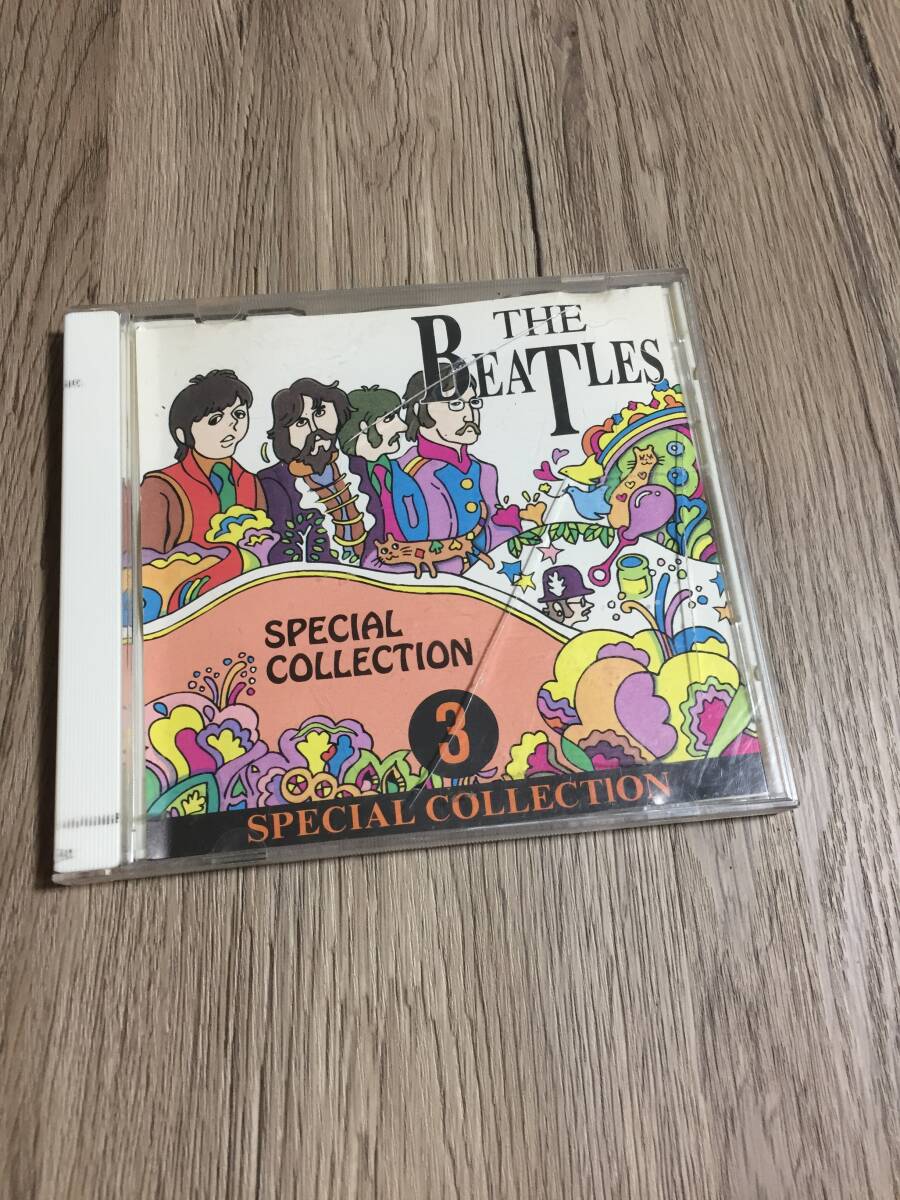 THE
BEATLES
SPECIAL
COLLECTION
3
SPECIAL COLLECTION